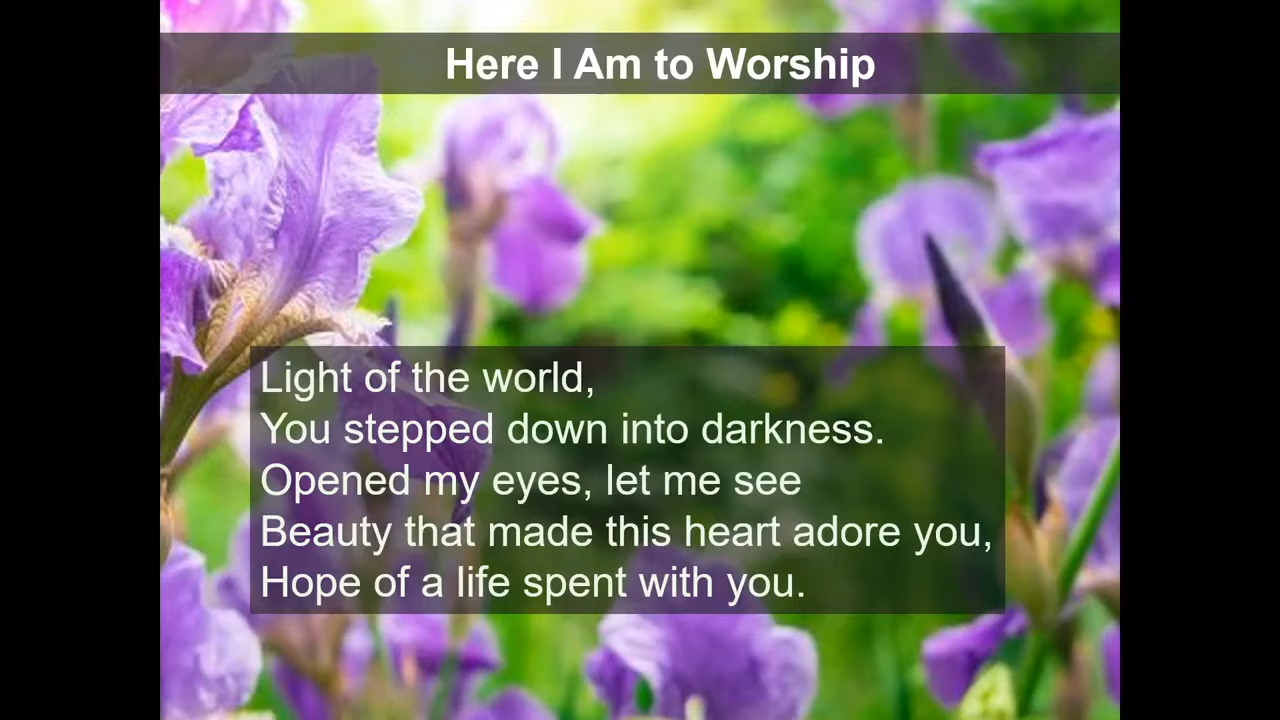 Here I Am to Worship
Light of the world,
You stepped down into darkness.
Opened my eyes, let me see
Beauty that made this heart adore you,
Hope of a life spent with you.